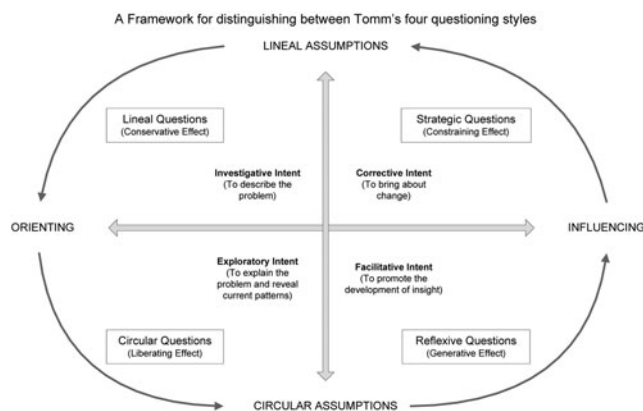 A Framework for distinguishing between Tomm's four questioning styles
LINEAL ASSUMPTIONS
Lineal Questions
(Conservative Effect)
Strategic Questions
(Constraining Effect)
Investigative Intent
(To describe the
problem)
Corrective Intent
(To bring about
change)
ORIENTING
INFLUENCING
Exploratory Intent
(To explain the
problem and reveal
current patterns)
Facilitative Intent
(To promote the
development of insight)
Circular Questions
(Liberating Effect)
Reflexive Questions
(Generative Effect)
CIRCULAR ASSUMPTIONS